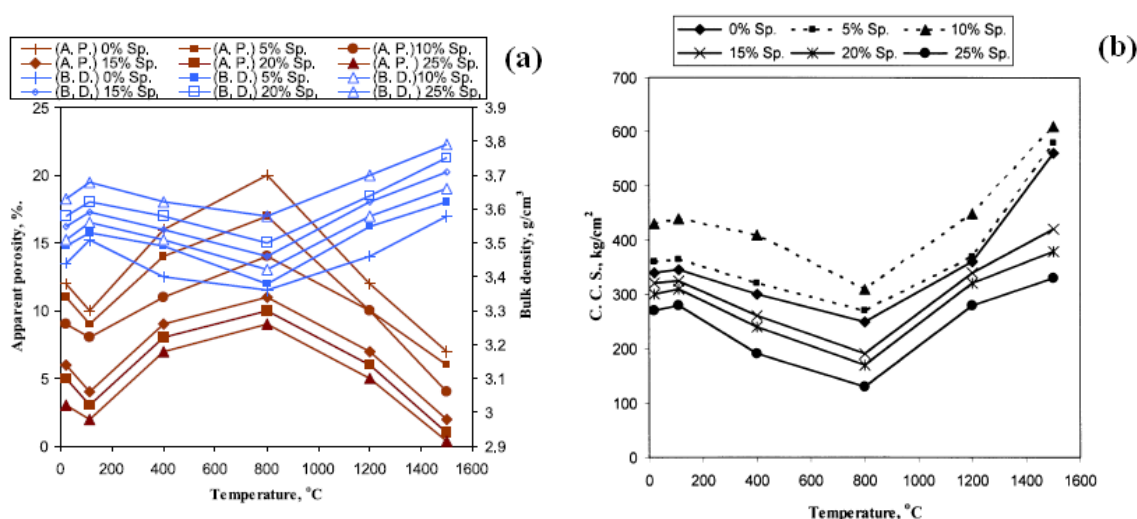 (A. P.) 0% Sp. (A. P.) 5% Sp. (A. P.)10% Sp.
(A. P.) 15% Sp. (A. P.) 20% Sp. (A. P.) 25% Sp.
(B. D.) 0% Sp. (B. D.) 5% Sp. (B. D.)10% Sp.
(B. D.) 15% Sp. (B. D.) 20% Sp. (B. D.) 25% Sp.
(a)
25
20
15
10
5
0
Apparent porosity, %.
3.9
3.8
3.7
3.6
3.5
3.4
3.3
3.2
3.1
3
2.9
Bulk density, g/cm³
0 200 400 600 800 1000 1200 1400 1600
Temperature, °C
0% Sp. 5% Sp. 10% Sp.
15% Sp. 20% Sp. 25% Sp.
(b)
700
600
500
400
300
200
100
0
C. C. S., kg/cm²
0 200 400 600 800 1000 1200 1400 1600
Temperature, °C